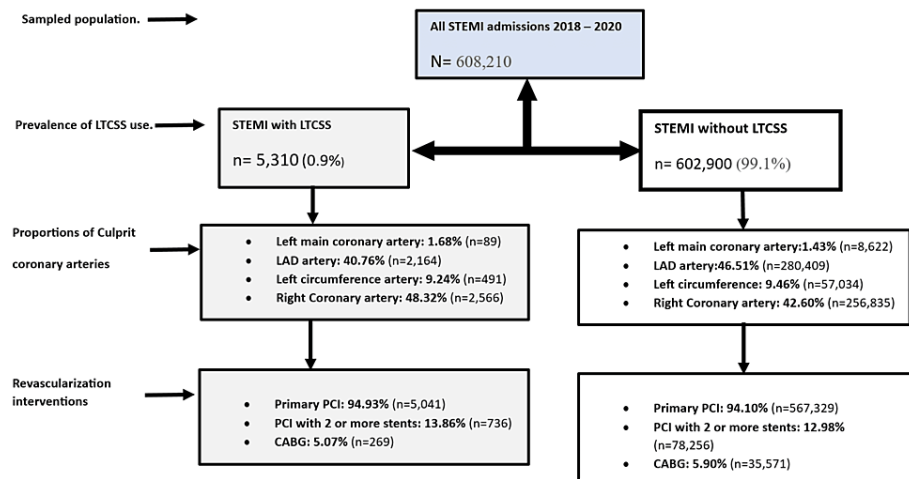 Sampled population.
All STEMI admissions 2018 – 2020
N= 608,210
Prevalence of LTCSS use.
STEMI with LTCSS
n= 5,310 (0.9%)
STEMI without LTCSS
n= 602,900 (99.1%)
Proportions of Culprit
coronary arteries
• Left main coronary artery: 1.68% (n=89)
• LAD artery: 40.76% (n=2,164)
• Left circumference artery: 9.24% (n=491)
• Right Coronary artery: 48.32% (n=2,566)
• Left main coronary artery:1.43% (n=8,622)
• LAD artery:46.51% (n=280,409)
• Left circumference: 9.46% (n=57,034)
• Right Coronary artery: 42.60% (n=256,835)
Revascularization
interventions
• Primary PCI: 94.93% (n=5,041)
• PCI with 2 or more stents: 13.86% (n=736)
• CABG: 5.07% (n=269)
• Primary PCI: 94.10% (n=567,329)
• PCI with 2 or more stents: 12.98%
(n=78,256)
• CABG: 5.90% (n=35,571)